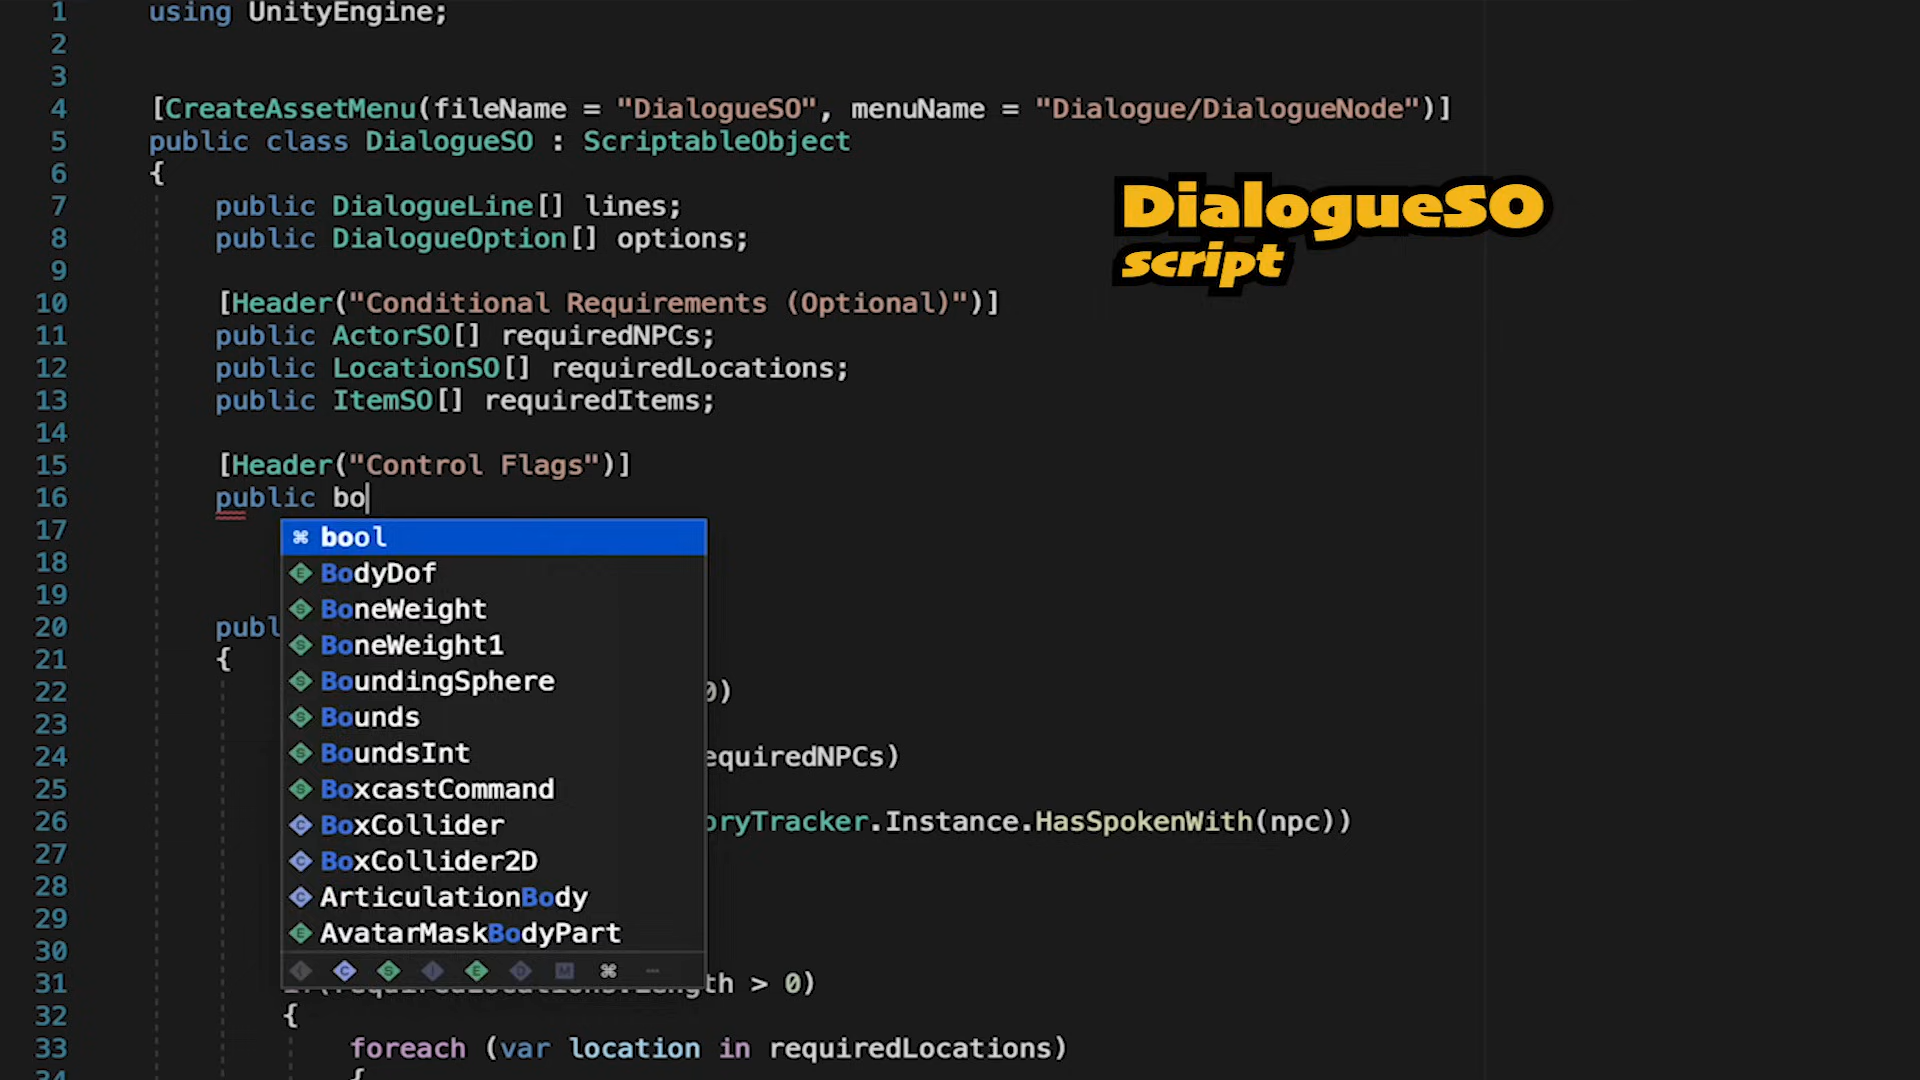 1 using UnityEngine;
2
3
4 [CreateAssetMenu(fileName = "DialogueSO", menuName = "Dialogue/DialogueNode")]
5 public class DialogueSO : ScriptableObject
6 {
7 public DialogueLine[] lines;
8 public DialogueOption[] options;
9
10 [Header("Conditional Requirements (Optional)")]
11 public ActorSO[] requiredNPCs;
12 public LocationSO[] requiredLocations;
13 public ItemSO[] requiredItems;
14
15 [Header("Control Flags")]
16 public bo
17
18
19
20 publ
21 {
22 0)
23
24 equiredNPCs)
25
26 oryTracker.Instance.HasSpokenWith(npc))
27
28
29
30
31 th > 0)
32 {
33 foreach (var location in requiredLocations)
34 {
DialogueSO
script
bool
BodyDof
BoneWeight
BoneWeight1
BoundingSphere
Bounds
BoundsInt
BoxcastCommand
BoxCollider
BoxCollider2D
ArticulationBody
AvatarMaskBodyPart